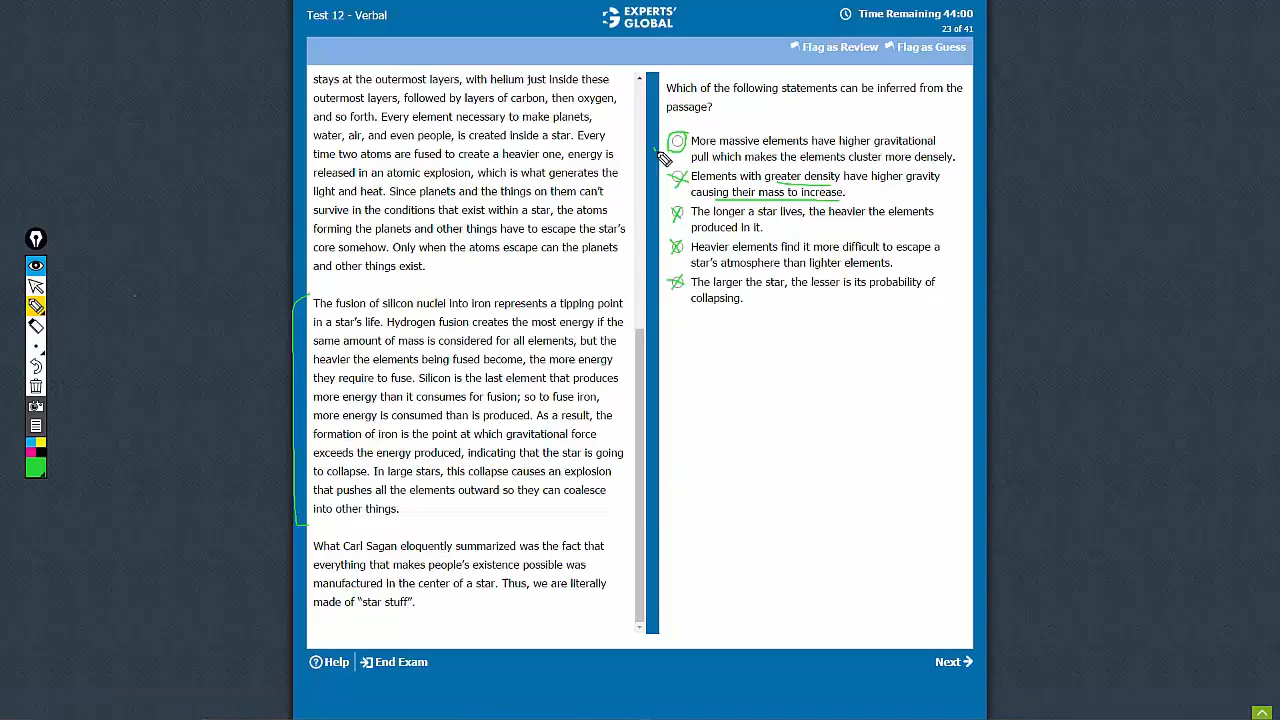 Test 12 - Verbal
EXPERTS'
GLOBAL
Time Remaining 44:00
23 of 41
Flag as Review
Flag as Guess
stays at the outermost layers, with helium just inside these
outermost layers, followed by layers of carbon, then oxygen,
and so forth. Every element necessary to make planets,
water, air, and even people, is created inside a star. Every
time two atoms are fused to create a heavier one, energy is
released in an atomic explosion, which is what generates the
light and heat. Since planets and the things on them can't
survive in the conditions that exist within a star, the atoms
forming the planets and other things have to escape the star's
core somehow. Only when the atoms escape can the planets
and other things exist.
The fusion of silicon nuclei into iron represents a tipping point
in a star's life. Hydrogen fusion creates the most energy if the
same amount of mass is considered for all elements, but the
heavier the elements being fused become, the more energy
they require to fuse. Silicon is the last element that produces
more energy than it consumes for fusion; so to fuse iron,
more energy is consumed than is produced. As a result, the
formation of iron is the point at which gravitational force
exceeds the energy produced, indicating that the star is going
to collapse. In large stars, this collapse causes an explosion
that pushes all the elements outward so they can coalesce
into other things.
What Carl Sagan eloquently summarized was the fact that
everything that makes people's existence possible was
manufactured in the center of a star. Thus, we are literally
made of “star stuff”.
Which of the following statements can be inferred from the
passage?
More massive elements have higher gravitational
pull which makes the elements cluster more densely.
Elements with greater density have higher gravity
causing their mass to increase.
The longer a star lives, the heavier the elements
produced in it.
Heavier elements find it more difficult to escape a
star's atmosphere than lighter elements.
The larger the star, the lesser is its probability of
collapsing.
Help
End Exam
Next